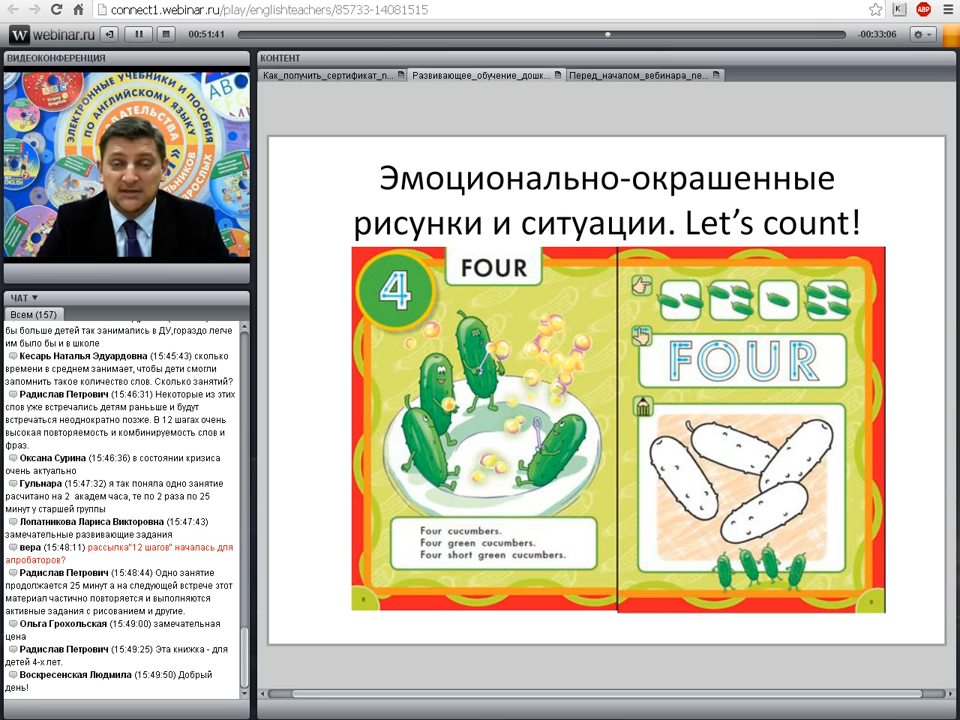 connect1.webinar.ru/play/englishteachers/85733-14081515
K
ABP
W webinar.ru
00:51:41
-00:33:06
ВИДЕОКОНФЕРЕНЦИЯ
ЭЛЕКТРОННЫЕ УЧЕБНИКИ И ПОСОБИЯ
ПО АНГЛИЙСКОМУ ЯЗЫКУ
ИЗДАТЕЛЬСТВА
ЧАТ
Всем (157)
бы больше детей так занимались в ДУ,гораздо легче
им было бы и в школе
Кесарь Наталья Эдуардовна (15:45:43) сколько
времени в среднем занимает, чтобы дети смогли
запомнить такое количество слов. Сколько занятий?
Радислав Петрович (15:46:31) Некоторые из этих
слов уже встречались детям ранььше и будут
встречаться неоднократно позже. В 12 шагах очень
высокая повторяемость и комбинируемость слов и
фраз.
Оксана Сурина (15:46:36) в состоянии кризиса
очень актуально
Гульнара (15:47:32) я так поняла одно занятие
расчитано на 2 академ часа, те по 2 раза по 25
минут у старшей группы
Лопатникова Лариса Викторовна (15:47:43)
замечательные развивающие задания
вера (15:48:11) рассылка"12 шагов" началась для
апробаторов?
Радислав Петрович (15:48:44) Одно занятие
продолжается 25 минут а на следующей встрече этот
материал частично повторяется и выполняются
активные задания с рисованием и другие.
Ольга Грохольская (15:49:00) замечательная
цена
Радислав Петрович (15:49:25) Эта книжка - для
детей 4-х лет.
Воскресенская Людмила (15:49:50) Добрый
день!
КОНТЕНТ
Как_получить_сертификат_п...
Развивающее_обучение_дошк...
Перед_началом_вебинара_пе...
Эмоционально-окрашенные
рисунки и ситуации. Let's count!
4
FOUR
Four cucumbers.
Four green cucumbers.
Four short green cucumbers.
8
FOUR
9